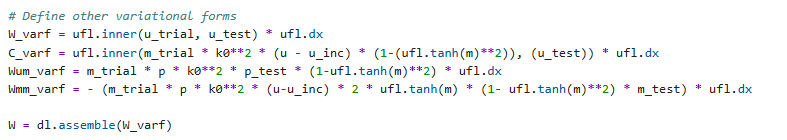 # Define other variational forms
W_varf = ufl.inner(u_trial, u_test) * ufl.dx
C_varf = ufl.inner(m_trial * k0**2 * (u - u_inc) * (1-(ufl.tanh(m)**2)), (u_test)) * ufl.dx
Wum_varf = m_trial * p * k0**2 * p_test * (1-ufl.tanh(m)**2) * ufl.dx
Wmm_varf = - (m_trial * p * k0**2 * (u-u_inc) * 2 * ufl.tanh(m) * (1- ufl.tanh(m)**2) * m_test) * ufl.dx
W = dl.assemble(W_varf)